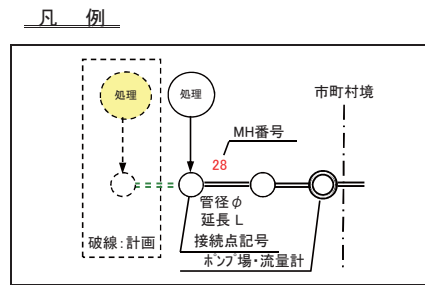 凡 例
処理
処理
市町村境
MH番号
28
管径φ
延長 L
接続点記号
破線:計画
ポンプ場・流量計